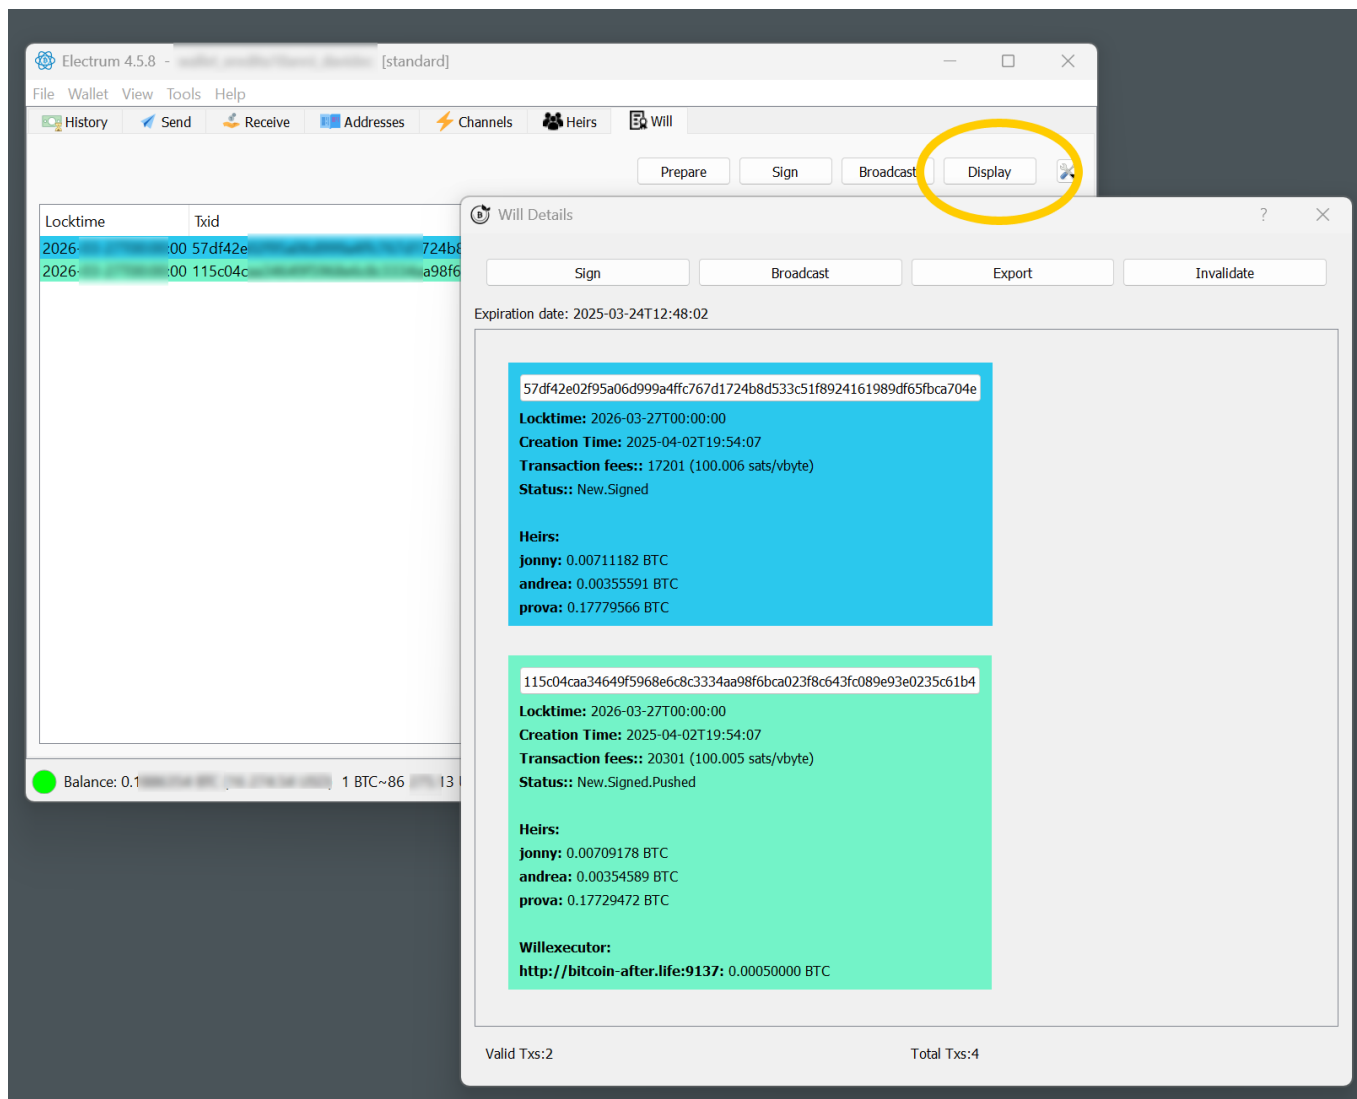 Electrum 4.5.8 - [standard]
File Wallet View Tools Help
History Send Receive Addresses Channels Heirs Will
Prepare Sign Broadcast Display
Locktime Txid
2026- :00 57df42e 724b8
2026- :00 115c04c a98f6
Balance: 0.1 1 BTC~86 13
Will Details ?
Sign Broadcast Export Invalidate
Expiration date: 2025-03-24T12:48:02
57df42e02f95a06d999a4ffc767d1724b8d533c51f8924161989df65fbca704e
Locktime: 2026-03-27T00:00:00
Creation Time: 2025-04-02T19:54:07
Transaction fees:: 17201 (100.006 sats/vbyte)
Status:: New.Signed
Heirs:
jonny: 0.00711182 BTC
andrea: 0.00355591 BTC
prova: 0.17779566 BTC
115c04caa34649f5968e6c8c3334aa98f6bca023f8c643fc089e93e0235c61b4
Locktime: 2026-03-27T00:00:00
Creation Time: 2025-04-02T19:54:07
Transaction fees:: 20301 (100.005 sats/vbyte)
Status:: New.Signed.Pushed
Heirs:
jonny: 0.00709178 BTC
andrea: 0.00354589 BTC
prova: 0.17729472 BTC
Willexecutor:
http://bitcoin-after.life:9137: 0.00050000 BTC
Valid Txs:2 Total Txs:4